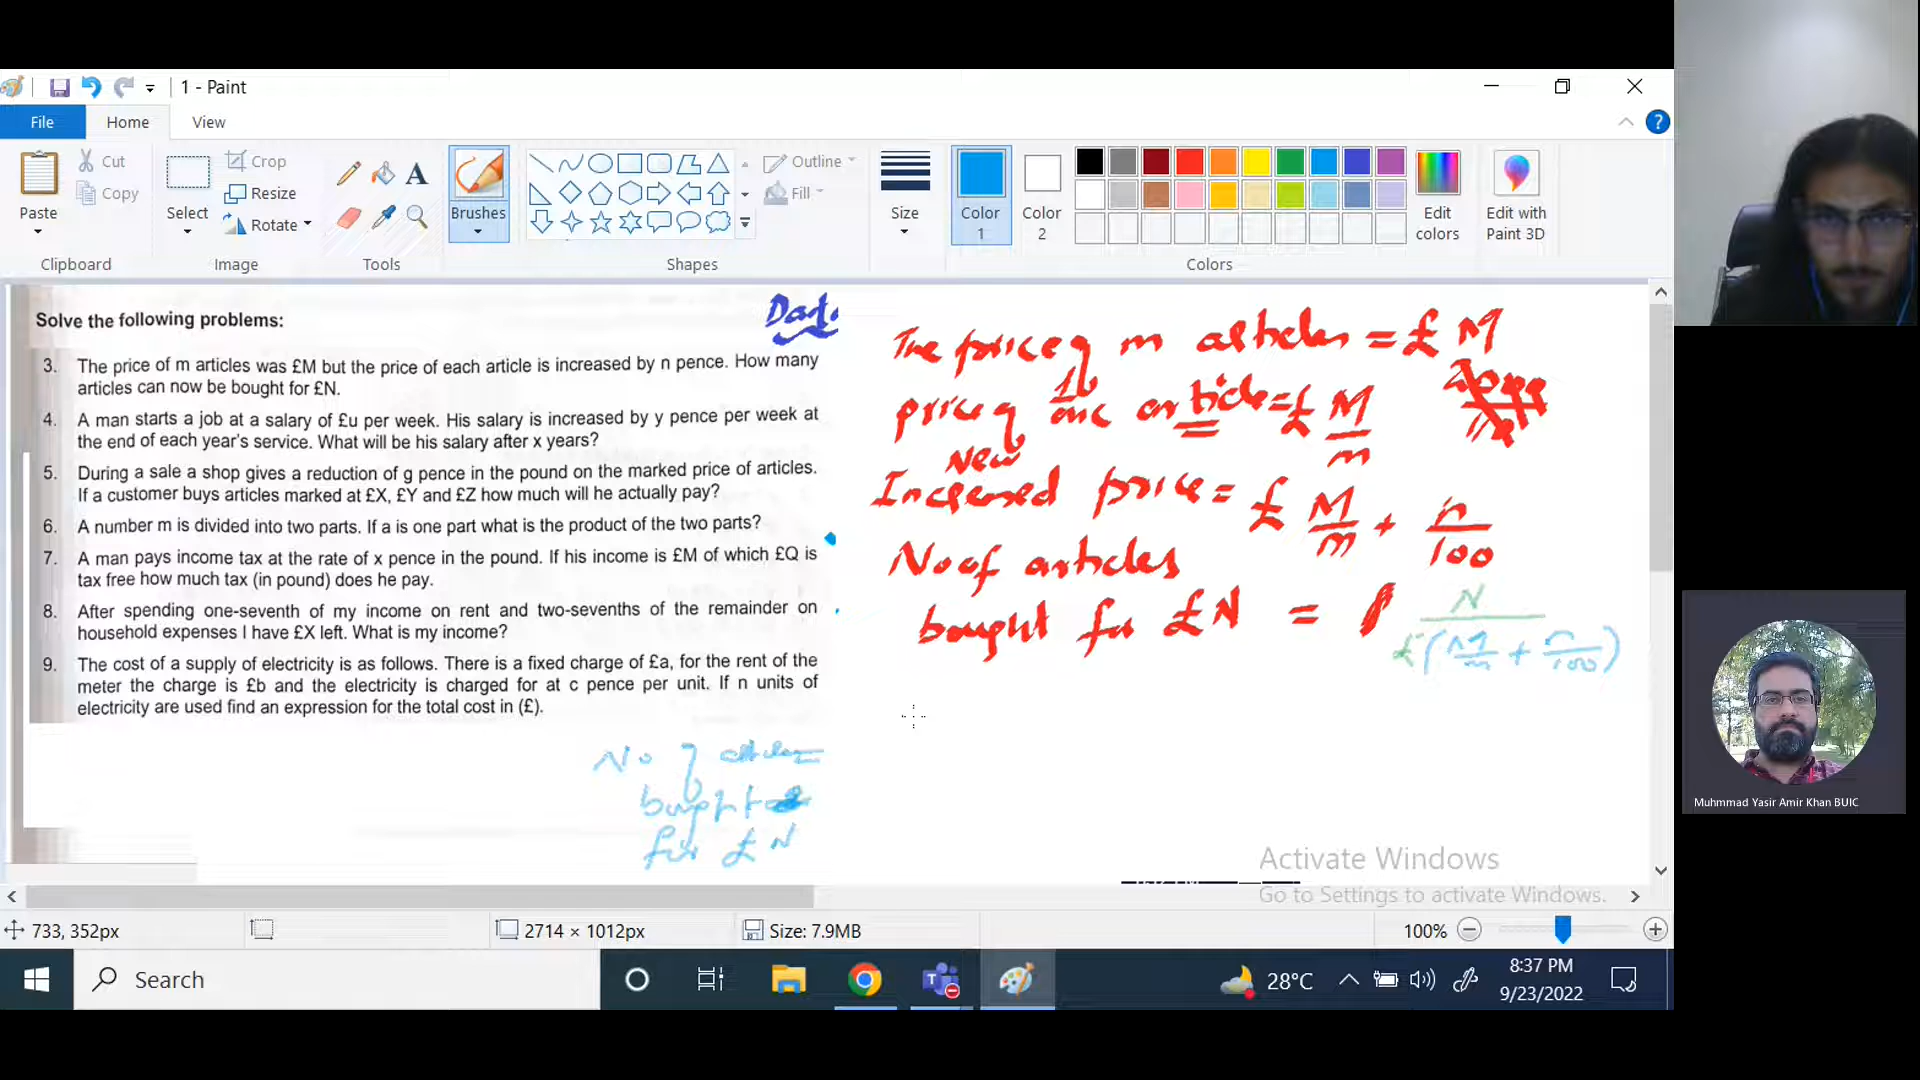 1 - Paint
File
Home
View
Paste
Cut
Copy
Clipboard
Select
Crop
Resize
Rotate
Image
A
Tools
Brushes
Shapes
Outline
Fill
Size
Color 1
Color 2
Colors
Edit colors
Edit with Paint 3D
?
Solve the following problems:
3. The price of m articles was £M but the price of each article is increased by n pence. How many
articles can now be bought for £N.
4. A man starts a job at a salary of £u per week. His salary is increased by y pence per week at
the end of each year's service. What will be his salary after x years?
5. During a sale a shop gives a reduction of g pence in the pound on the marked price of articles.
If a customer buys articles marked at £X, £Y and £Z how much will he actually pay?
6. A number m is divided into two parts. If a is one part what is the product of the two parts?
7. A man pays income tax at the rate of x pence in the pound. If his income is £M of which £Q is
tax free how much tax (in pound) does he pay.
8. After spending one-seventh of my income on rent and two-sevenths of the remainder on
household expenses I have £X left. What is my income?
9. The cost of a supply of electricity is as follows. There is a fixed charge of £a, for the rent of the
meter the charge is £b and the electricity is charged for at c pence per unit. If n units of
electricity are used find an expression for the total cost in (£).
No of articles
bought
for £N
The price of m articles = £ M
price of one article = £ M/m
New
Increased price = £ M/m + n/100
No of articles
bought for £N = N
£(M/m + n/100)
Activate Windows
Go to Settings to activate Windows.
733, 352px
2714 × 1012px
Size: 7.9MB
100%
Search
28°C
8:37 PM
9/23/2022
Muhmmad Yasir Amir Khan BUIC